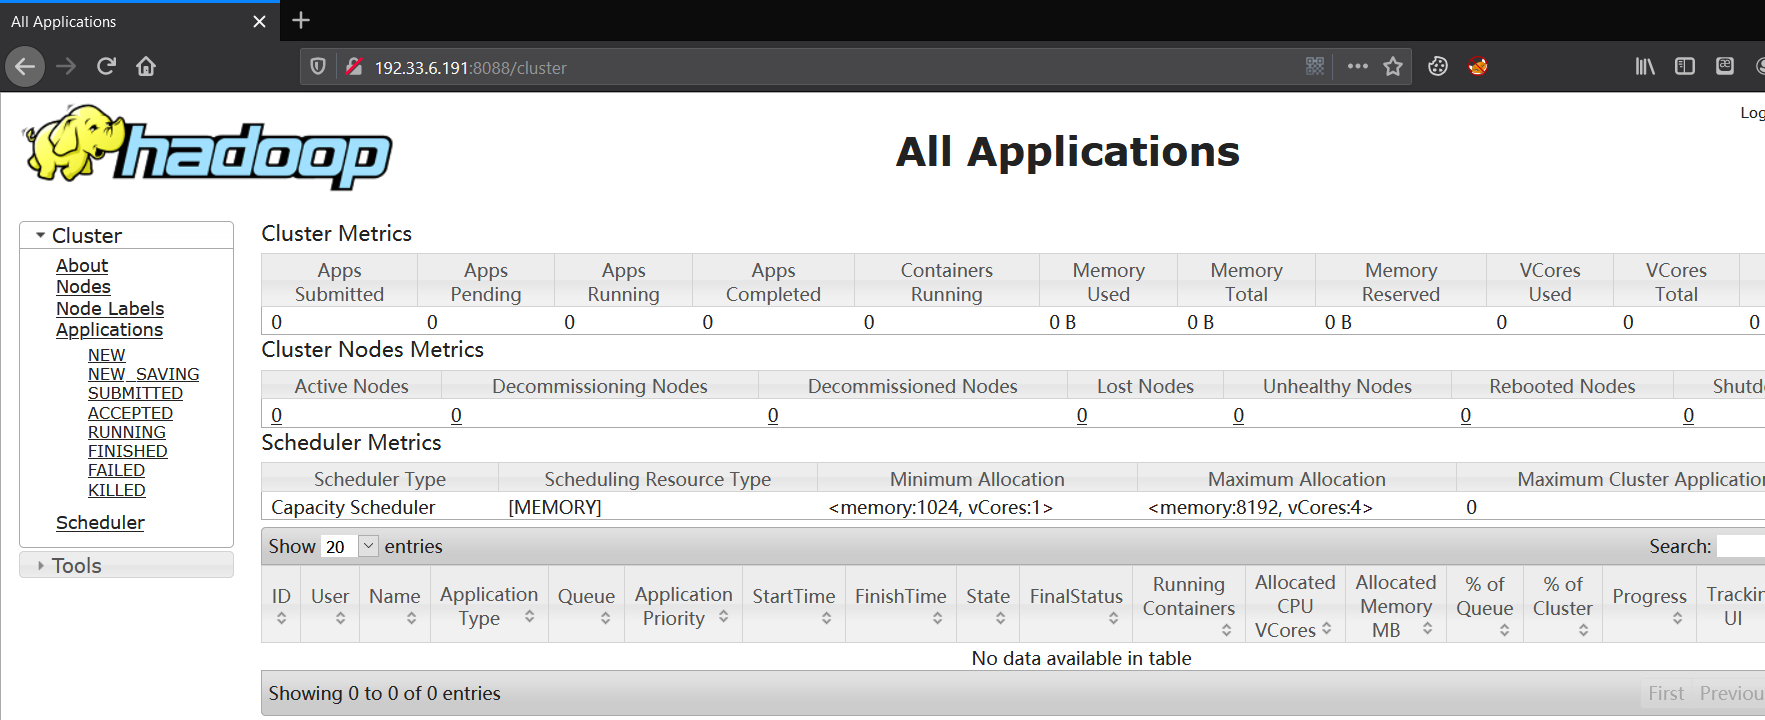 All Applications
192.33.6.191:8088/cluster
hadoop
All Applications
Log
Cluster
About
Nodes
Node Labels
Applications
NEW
NEW_SAVING
SUBMITTED
ACCEPTED
RUNNING
FINISHED
FAILED
KILLED
Scheduler
Tools
Cluster Metrics
Apps Submitted Apps Pending Apps Running Apps Completed Containers Running Memory Used Memory Total Memory Reserved VCores Used VCores Total
0 0 0 0 0 0 B 0 B 0 B 0 0 0
Cluster Nodes Metrics
Active Nodes Decommissioning Nodes Decommissioned Nodes Lost Nodes Unhealthy Nodes Rebooted Nodes Shutd
0 0 0 0 0 0 0
Scheduler Metrics
Scheduler Type Scheduling Resource Type Minimum Allocation Maximum Allocation Maximum Cluster Application
Capacity Scheduler [MEMORY] <memory:1024, vCores:1> <memory:8192, vCores:4> 0
Show 20 entries Search:
ID User Name Application Type Queue Application Priority StartTime FinishTime State FinalStatus Running Containers Allocated CPU VCores Allocated Memory MB % of Queue % of Cluster Progress Trackin UI
No data available in table
Showing 0 to 0 of 0 entries First Previou